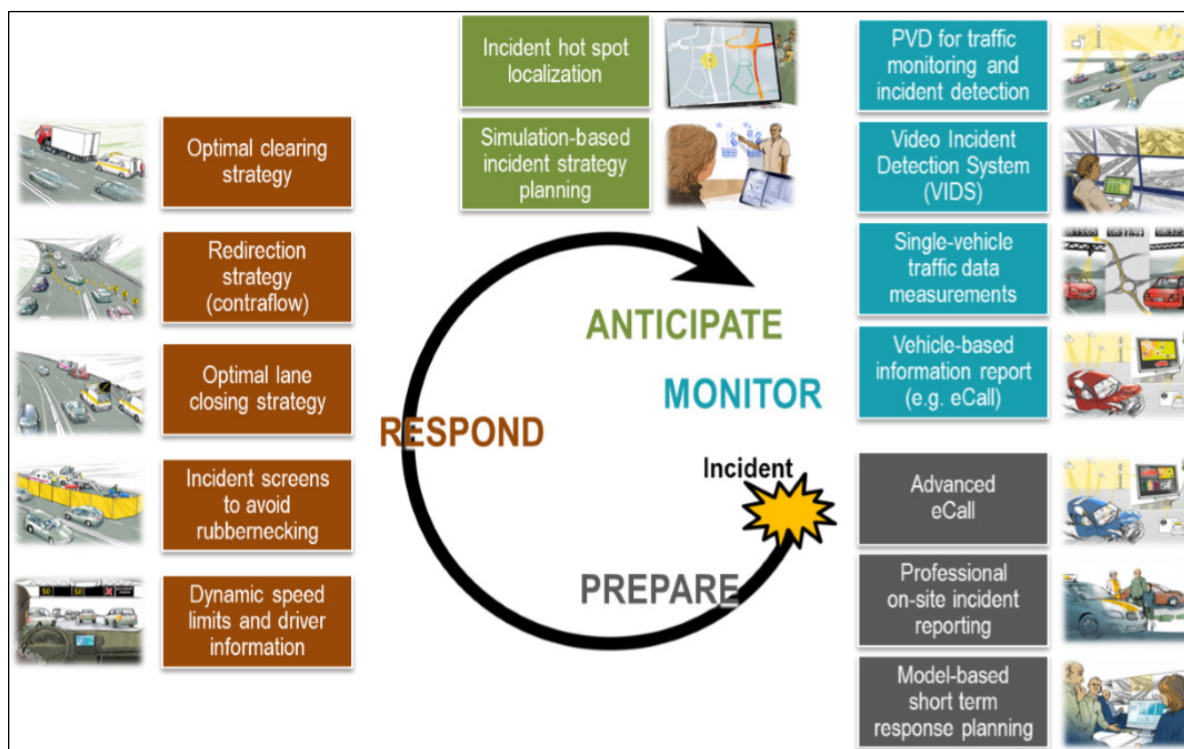 Incident hot spot
localization
Simulation-based
incident strategy
planning
PVD for traffic
monitoring and
incident detection
Video Incident
Detection System
(VIDS)
Single-vehicle
traffic data
measurements
Vehicle-based
information report
(e.g. eCall)
Optimal clearing
strategy
Redirection
strategy
(contraflow)
Optimal lane
closing strategy
Incident screens
to avoid
rubbernecking
Dynamic speed
limits and driver
information
ANTICIPATE
MONITOR
RESPOND
Incident
PREPARE
Advanced
eCall
Professional
on-site incident
reporting
Model-based
short term
response planning
50
50